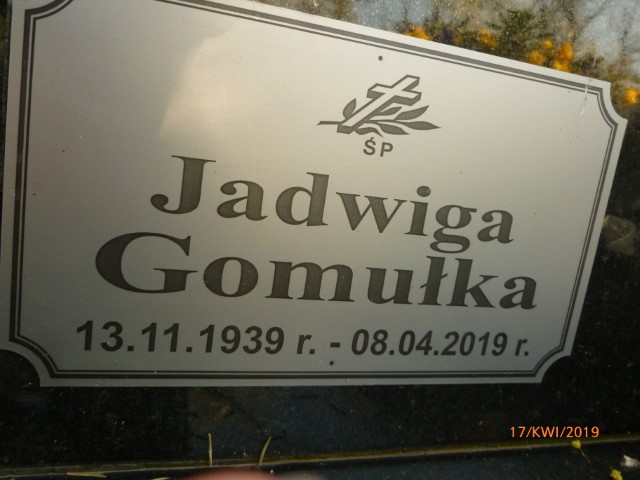 ŚP
Jadwiga
Gomułka
13.11.1939 r. - 08.04.2019 r.
17/KWI/2019